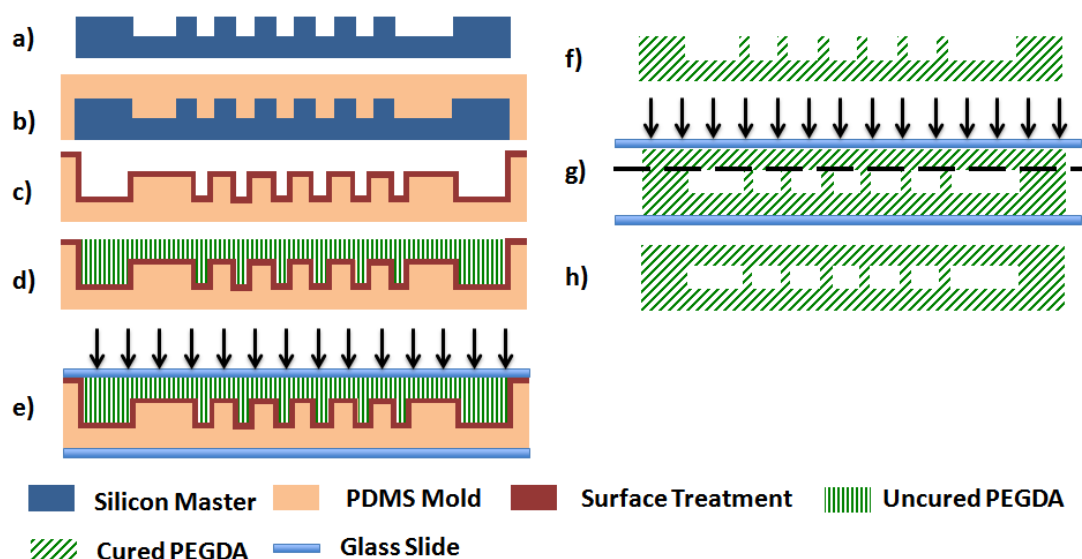 a)
b)
c)
d)
e)
f)
g)
h)
Silicon Master
PDMS Mold
Surface Treatment
Uncured PEGDA
Cured PEGDA
Glass Slide